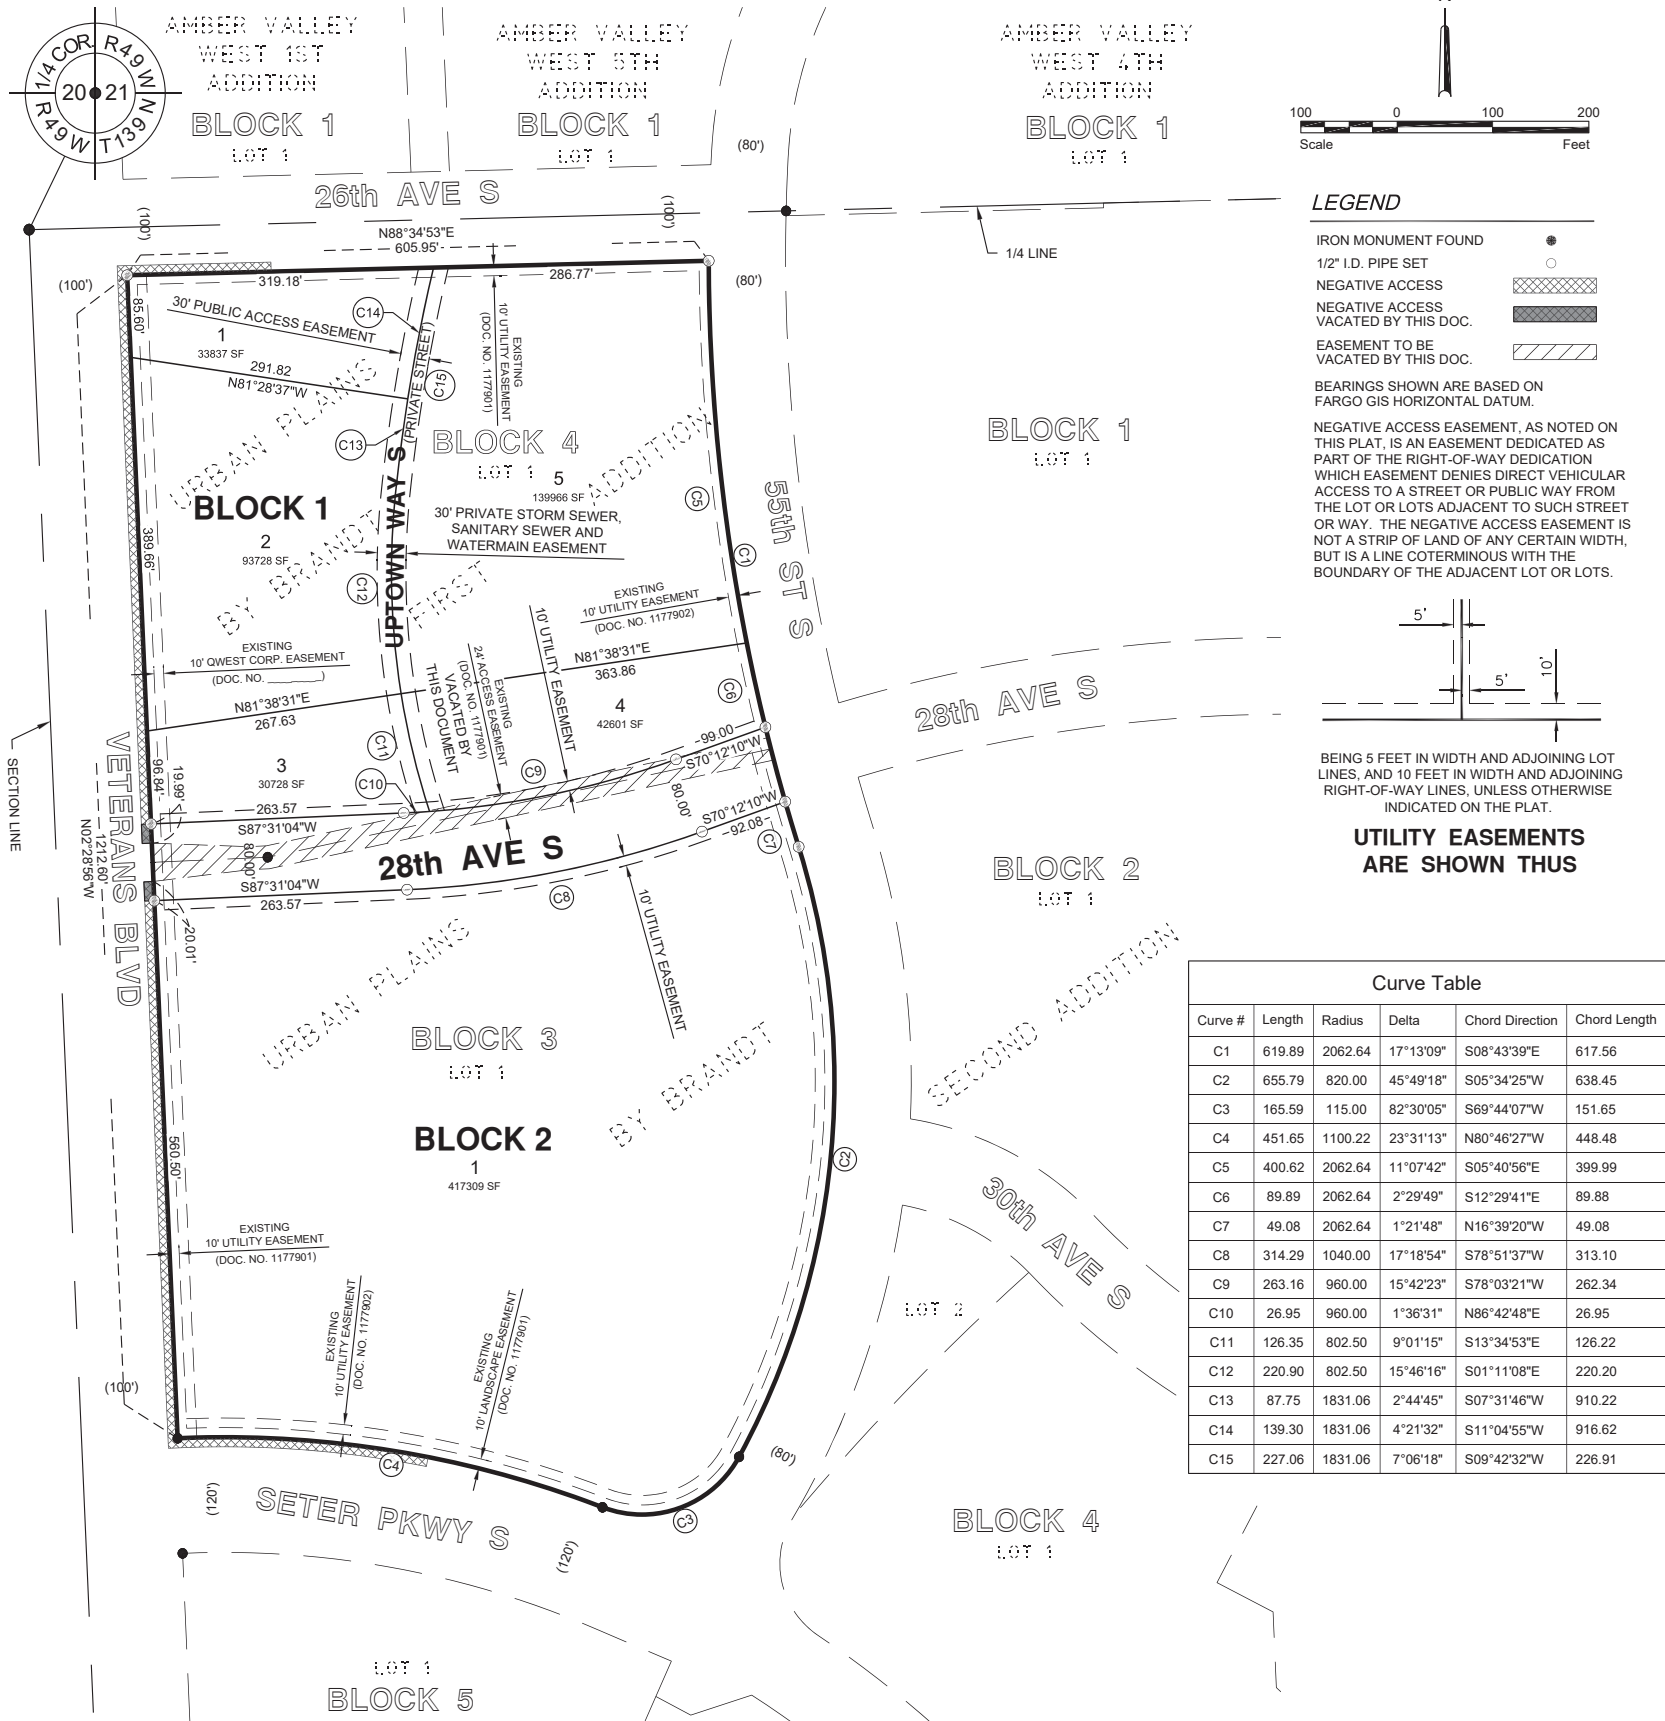 AMBER VALLEY
WEST 1ST
ADDITION
BLOCK 1
LOT 1
AMBER VALLEY
WEST 5TH
ADDITION
BLOCK 1
LOT 1
AMBER VALLEY
WEST 4TH
ADDITION
BLOCK 1
LOT 1
1/4 COR. R49 W
20 21
R49 W T139 N
N
100 0 100 200
Scale Feet
(80')
26th AVE S
(100')
(100')
N88°34'53"E
605.95'
319.18'
286.77'
(100')
(80')
1/4 LINE
LEGEND
IRON MONUMENT FOUND
1/2" I.D. PIPE SET
NEGATIVE ACCESS
NEGATIVE ACCESS
VACATED BY THIS DOC.
EASEMENT TO BE
VACATED BY THIS DOC.
BEARINGS SHOWN ARE BASED ON
FARGO GIS HORIZONTAL DATUM.
NEGATIVE ACCESS EASEMENT, AS NOTED ON
THIS PLAT, IS AN EASEMENT DEDICATED AS
PART OF THE RIGHT-OF-WAY DEDICATION
WHICH EASEMENT DENIES DIRECT VEHICULAR
ACCESS TO A STREET OR PUBLIC WAY FROM
THE LOT OR LOTS ADJACENT TO SUCH STREET
OR WAY. THE NEGATIVE ACCESS EASEMENT IS
NOT A STRIP OF LAND OF ANY CERTAIN WIDTH,
BUT IS A LINE COTERMINOUS WITH THE
BOUNDARY OF THE ADJACENT LOT OR LOTS.
5'
5'
10'
BEING 5 FEET IN WIDTH AND ADJOINING LOT
LINES, AND 10 FEET IN WIDTH AND ADJOINING
RIGHT-OF-WAY LINES, UNLESS OTHERWISE
INDICATED ON THE PLAT.
UTILITY EASEMENTS
ARE SHOWN THUS
85.60'
30' PUBLIC ACCESS EASEMENT
1
33837 SF
291.82
N81°28'37"W
C14
C15
C13
(PRIVATE STREET)
UPTOWN WAY S
EXISTING
10' UTILITY EASEMENT
(DOC. NO. 1177901)
URBAN PLAINS
BY BRANDT
FIRST
ADDITION
BLOCK 4
LOT 1
5
139966 SF
30' PRIVATE STORM SEWER,
SANITARY SEWER AND
WATERMAIN EASEMENT
BLOCK 1
2
93728 SF
389.66'
C12
C5
C1
55th ST S
BLOCK 1
LOT 1
EXISTING
10' UTILITY EASEMENT
(DOC. NO. 1177902)
EXISTING
10' QWEST CORP. EASEMENT
(DOC. NO. ________)
N81°38'31"E
363.86
N81°38'31"E
267.63
10' UTILITY EASEMENT
EXISTING
24' ACCESS EASEMENT
(DOC. NO. 1177901)
VACATED BY
THIS DOCUMENT
4
42601 SF
C6
28th AVE S
3
30728 SF
C11
C10
C9
99.00
S70°12'10"W
96.84'
19.99'
263.57
S87°31'04"W
80.00'
80.00'
28th AVE S
S70°12'10"W
92.08
C7
S87°31'04"W
263.57
C8
20.01'
10' UTILITY EASEMENT
SECTION LINE
VETERANS BLVD
1212.60'
N02°28'56"W
URBAN PLAINS
BY BRANDT
SECOND ADDITION
BLOCK 3
LOT 1
BLOCK 2
1
417309 SF
BLOCK 2
LOT 1
560.50'
C2
30th AVE S
LOT 2
EXISTING
10' UTILITY EASEMENT
(DOC. NO. 1177901)
EXISTING
10' UTILITY EASEMENT
(DOC. NO. 1177902)
EXISTING
10' LANDSCAPE EASEMENT
(DOC. NO. 1177901)
(100')
C4
C3
(80')
(120')
SETER PKWY S
(120')
BLOCK 4
LOT 1
LOT 1
BLOCK 5
Curve Table
Curve # Length Radius Delta Chord Direction Chord Length
C1 619.89 2062.64 17°13'09" S08°43'39"E 617.56
C2 655.79 820.00 45°49'18" S05°34'25"W 638.45
C3 165.59 115.00 82°30'05" S69°44'07"W 151.65
C4 451.65 1100.22 23°31'13" N80°46'27"W 448.48
C5 400.62 2062.64 11°07'42" S05°40'56"E 399.99
C6 89.89 2062.64 2°29'49" S12°29'41"E 89.88
C7 49.08 2062.64 1°21'48" N16°39'20"W 49.08
C8 314.29 1040.00 17°18'54" S78°51'37"W 313.10
C9 263.16 960.00 15°42'23" S78°03'21"W 262.34
C10 26.95 960.00 1°36'31" N86°42'48"E 26.95
C11 126.35 802.50 9°01'15" S13°34'53"E 126.22
C12 220.90 802.50 15°46'16" S01°11'08"E 220.20
C13 87.75 1831.06 2°44'45" S07°31'46"W 910.22
C14 139.30 1831.06 4°21'32" S11°04'55"W 916.62
C15 227.06 1831.06 7°06'18" S09°42'32"W 226.91